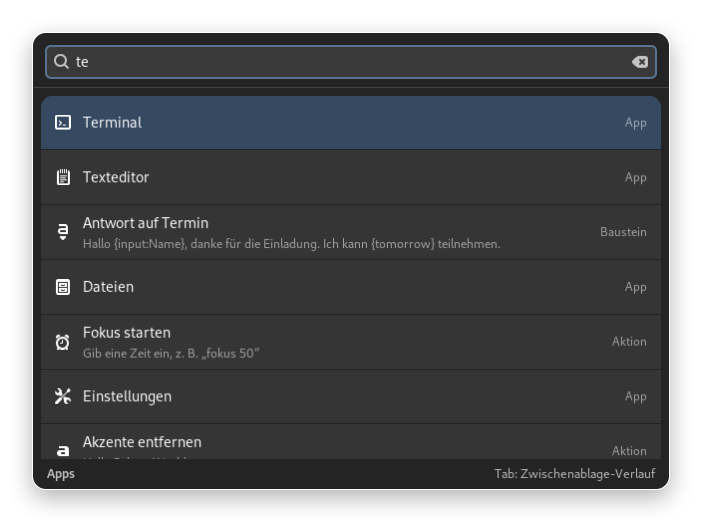 te
Terminal App
Texteditor App
Antwort auf Termin
Hallo {input:Name}, danke für die Einladung. Ich kann {tomorrow} teilnehmen. Baustein
Dateien App
Fokus starten
Gib eine Zeit ein, z. B. „fokus 50“ Aktion
Einstellungen App
Akzente entfernen
Aktion
Apps Tab: Zwischenablage-Verlauf